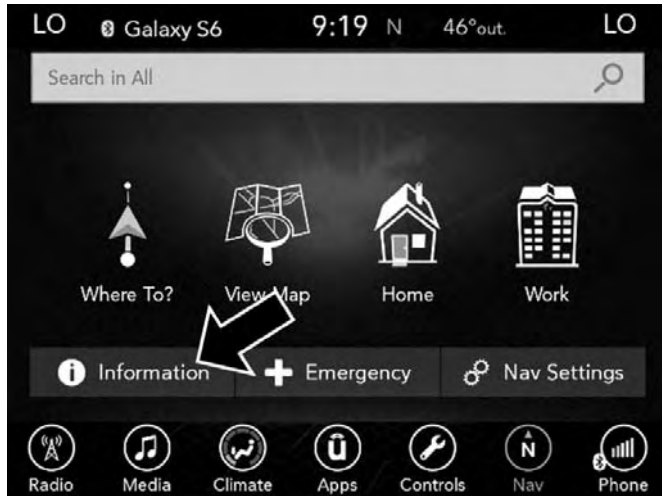 LO Galaxy S6 9:19 N 46°out. LO
Search in All
Where To? View Map Home Work
i Information Emergency Nav Settings
ū N
Radio Media Climate Apps Controls Nav Phone